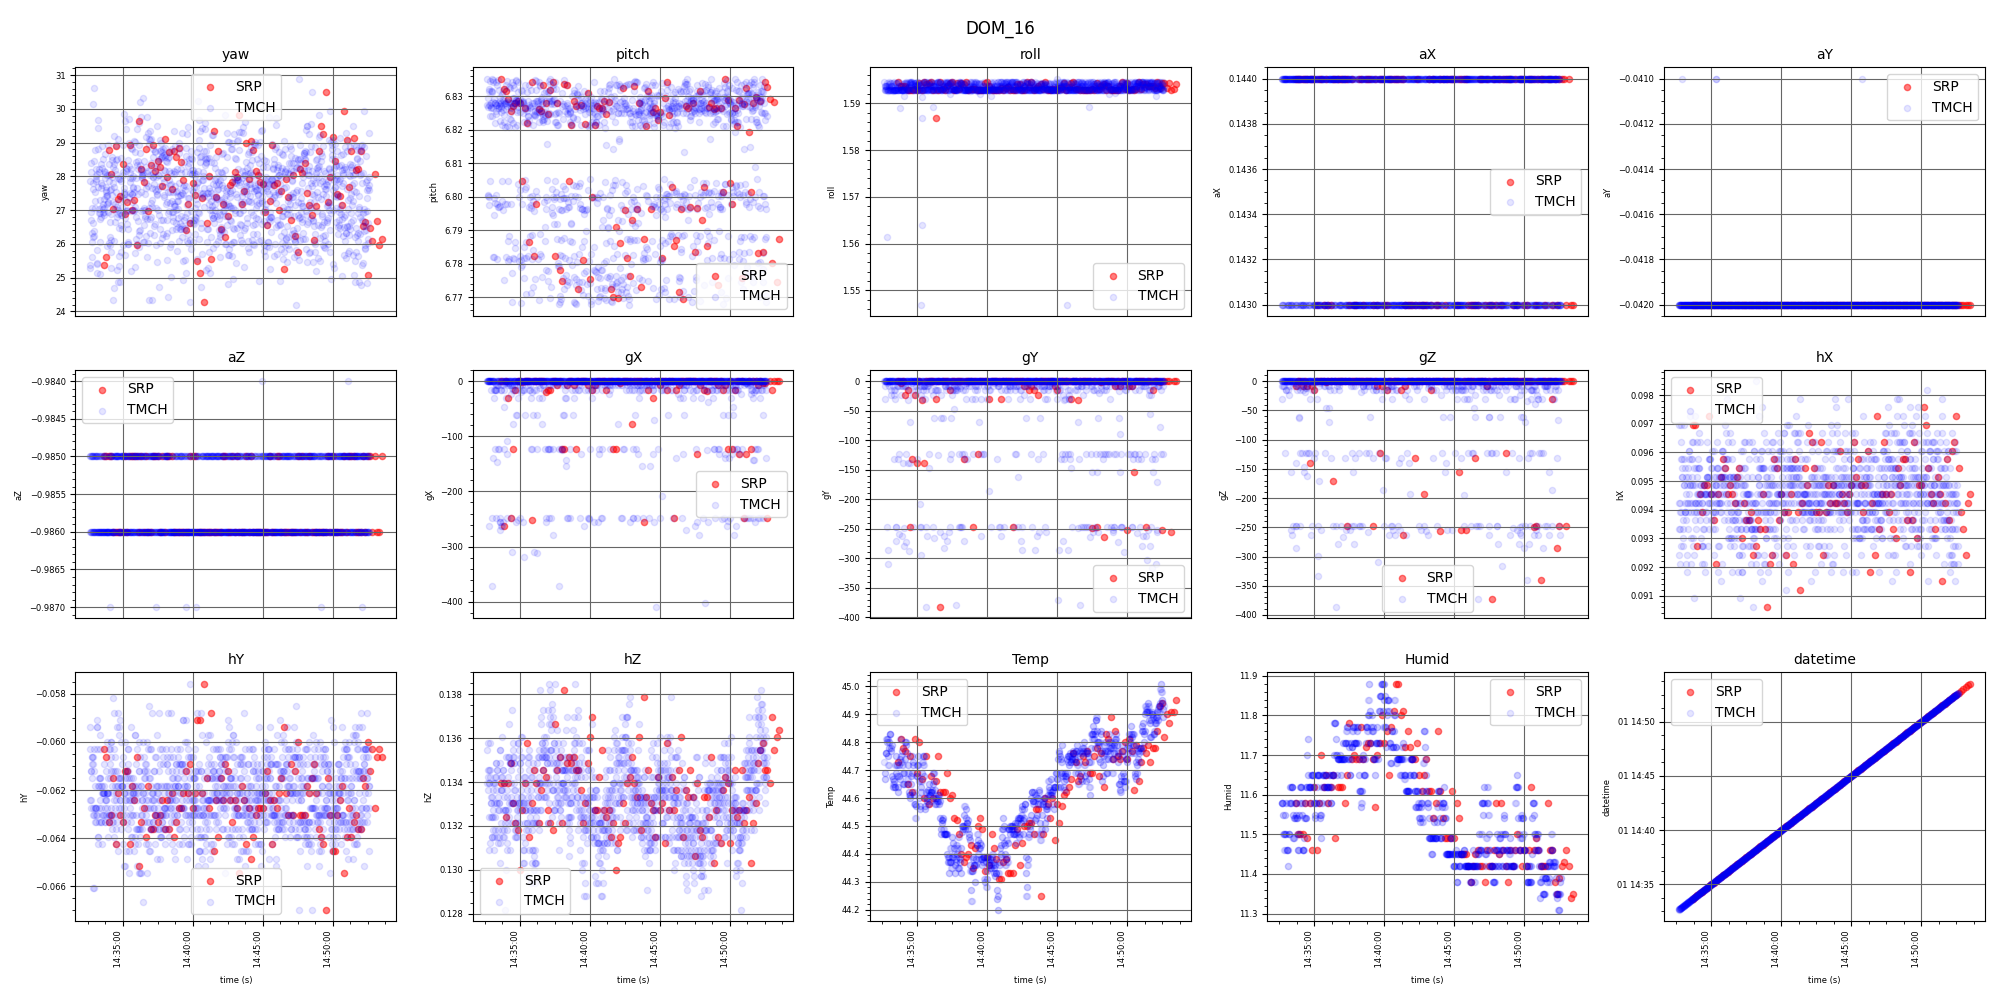 DOM_16
yaw
31
30
29
28
27
26
25
24
yaw
SRP
TMCH
pitch
6.83
6.82
6.81
6.80
6.79
6.78
6.77
pitch
SRP
TMCH
roll
1.59
1.58
1.57
1.56
1.55
roll
SRP
TMCH
aX
0.1440
0.1438
0.1436
0.1434
0.1432
0.1430
aX
SRP
TMCH
aY
−0.0410
−0.0412
−0.0414
−0.0416
−0.0418
−0.0420
aY
SRP
TMCH
aZ
−0.9840
−0.9845
−0.9850
−0.9855
−0.9860
−0.9865
−0.9870
aZ
SRP
TMCH
gX
0
−100
−200
−300
−400
gX
SRP
TMCH
gY
0
−50
−100
−150
−200
−250
−300
−350
−400
gY
SRP
TMCH
gZ
0
−50
−100
−150
−200
−250
−300
−350
−400
gZ
SRP
TMCH
hX
0.098
0.097
0.096
0.095
0.094
0.093
0.092
0.091
hX
SRP
TMCH
hY
−0.058
−0.060
−0.062
−0.064
−0.066
hY
SRP
TMCH
14:35:00
14:40:00
14:45:00
14:50:00
time (s)
hZ
0.138
0.136
0.134
0.132
0.130
0.128
hZ
SRP
TMCH
14:35:00
14:40:00
14:45:00
14:50:00
time (s)
Temp
45.0
44.9
44.8
44.7
44.6
44.5
44.4
44.3
44.2
Temp
SRP
TMCH
14:35:00
14:40:00
14:45:00
14:50:00
time (s)
Humid
11.9
11.8
11.7
11.6
11.5
11.4
11.3
Humid
SRP
TMCH
14:35:00
14:40:00
14:45:00
14:50:00
time (s)
datetime
01 14:50
01 14:45
01 14:40
01 14:35
datetime
SRP
TMCH
14:35:00
14:40:00
14:45:00
14:50:00
time (s)